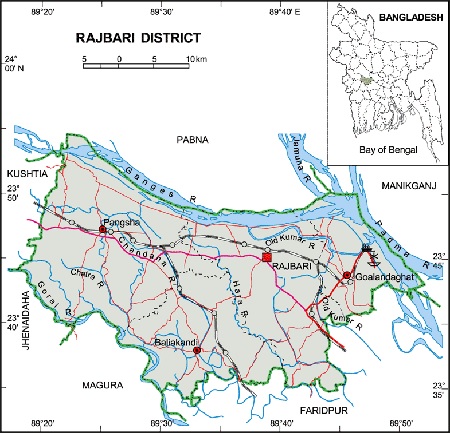 89°20'
89°30'
89°40' E
BANGLADESH
RAJBARI DISTRICT
5 0 5 10km
24°
00' N
Bay of Bengal
PABNA
Jamuna R
KUSHTIA
Ganges R
MANIKGANJ
23°
50'
Padma R
Pangsha
Old Kumar R
23°
45'
Chandana R
RAJBARI
Goalandaghat
Chatra R
Harai R
Gorai R
Old Kumar R
23°
40'
JHENAIDAHA
Baliakandi
MAGURA
23°
35'
FARIDPUR
89°20'
89°30'
89°40'
89°50'